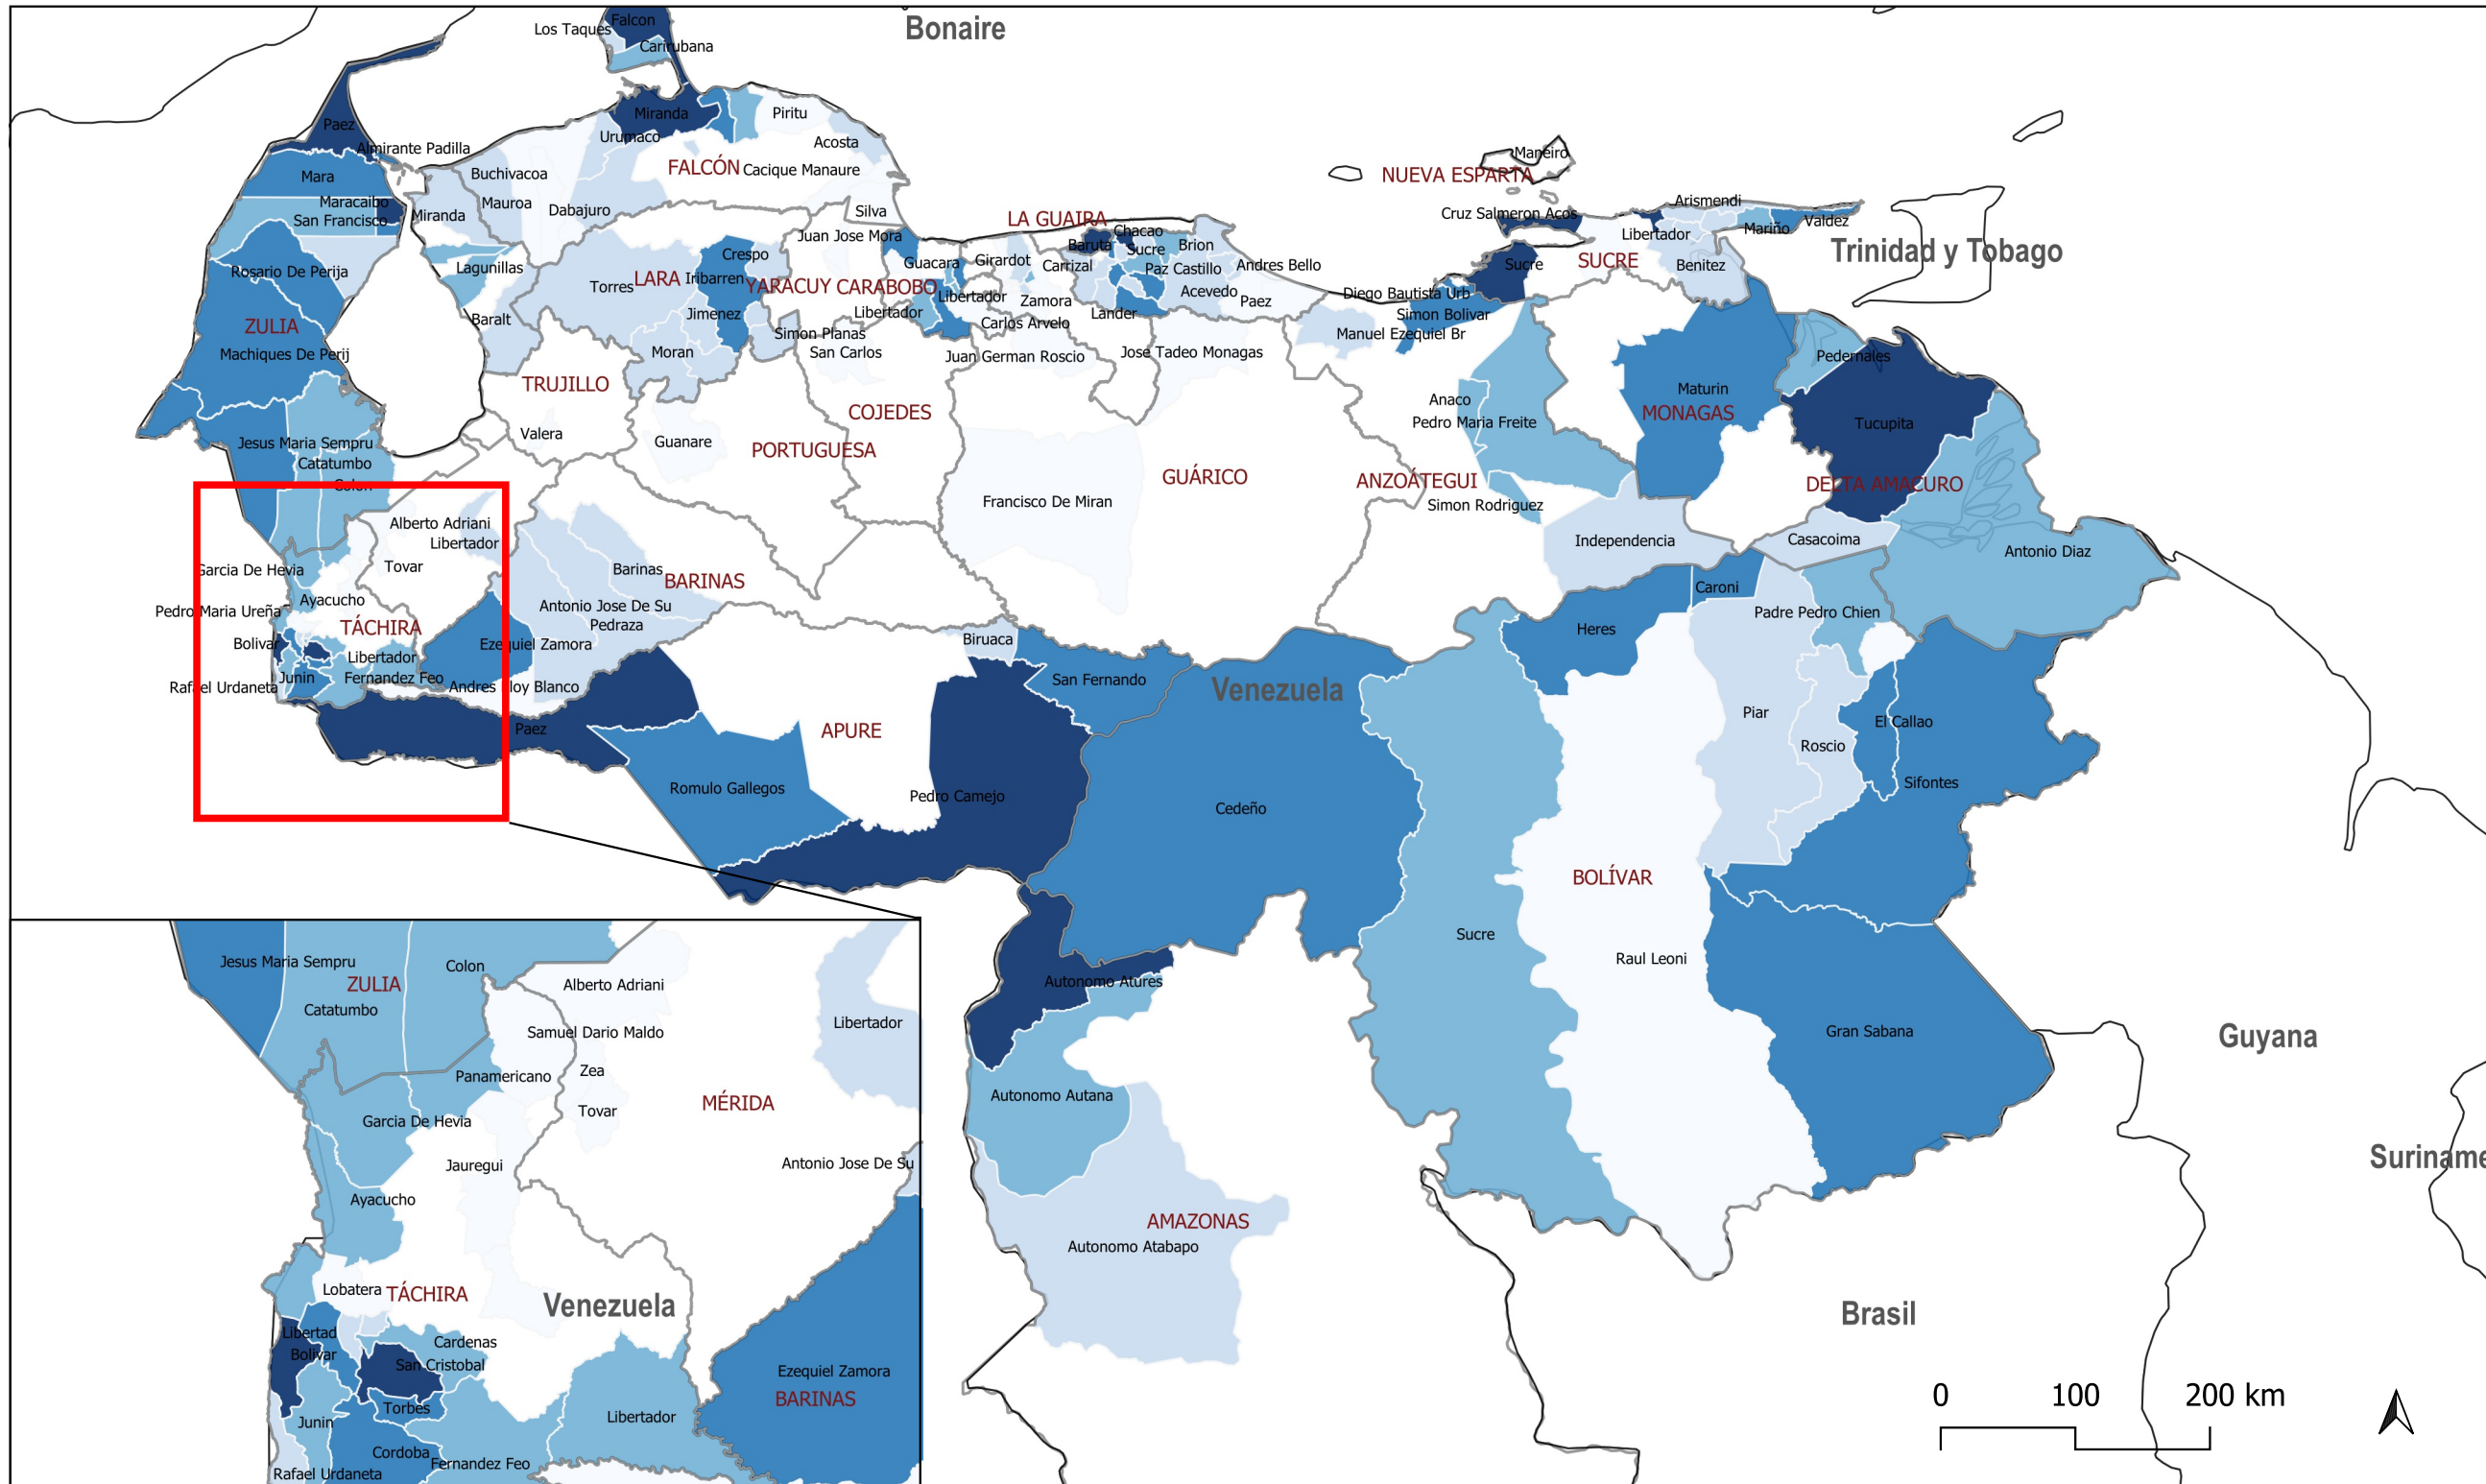 Bonaire
Falcon
Los Taques
Carirubana
Miranda
Piritu
Paez
Urumaco
Acosta
Almirante Padilla
FALCÓN
Cacique Manaure
Mara
Buchivacoa
Maneiro
NUEVA ESPARTA
Maracaibo
Mauroa
Dabajuro
Silva
Arismendi
San Francisco
Miranda
LA GUAIRA
Cruz Salmeron Acos
Mariño
Valdez
Juan Jose Mora
Chacao
Baruta
Sucre
Brion
Libertador
Trinidad y Tobago
Rosario De Perija
Lagunillas
Crespo
Guacara
Girardot
Carrizal
Paz Castillo
Andres Bello
Sucre
SUCRE
Benitez
Torres
LARA
Iribarren
YARACUY
CARABOBO
Libertador
Zamora
Acevedo
Paez
Diego Bautista Urb
ZULIA
Baralt
Jimenez
Simon Planas
Libertador
Carlos Arvelo
Lander
Simon Bolivar
Manuel Ezequiel Br
Machiques De Perij
Moran
San Carlos
Juan German Roscio
Jose Tadeo Monagas
Pedernales
TRUJILLO
Maturin
MONAGAS
Anaco
Pedro Maria Freite
COJEDES
Tucupita
Jesus Maria Sempru
Valera
Guanare
PORTUGUESA
Catatumbo
Colon
GUÁRICO
ANZOÁTEGUI
DELTA AMACURO
Francisco De Miran
Simon Rodriguez
Alberto Adriani
Libertador
Independencia
Casacoima
Antonio Diaz
Garcia De Hevia
Tovar
Barinas
BARINAS
Caroni
Ayacucho
Pedro Maria Ureña
Antonio Jose De Su
Padre Pedro Chien
TÁCHIRA
Pedraza
Heres
Bolivar
Ezequiel Zamora
Biruaca
Libertador
Junin
Fernandez Feo
Rafael Urdaneta
Andres Eloy Blanco
San Fernando
Venezuela
Paez
APURE
Piar
El Callao
Roscio
Romulo Gallegos
Pedro Camejo
Cedeño
Sifontes
BOLÍVAR
Sucre
Raul Leoni
Autonomo Atures
Gran Sabana
Guyana
Autonomo Autana
Suriname
AMAZONAS
Autonomo Atabapo
Brasil
0 100 200 km
Jesus Maria Sempru
Colon
ZULIA
Catatumbo
Alberto Adriani
Libertador
Samuel Dario Maldo
Panamericano
Zea
Tovar
MÉRIDA
Garcia De Hevia
Jauregui
Antonio Jose De Su
Ayacucho
Lobatera
TÁCHIRA
Venezuela
Libertad
Bolivar
Cardenas
San Cristobal
Ezequiel Zamora
BARINAS
Torbes
Junin
Libertador
Cordoba
Fernandez Feo
Rafael Urdaneta